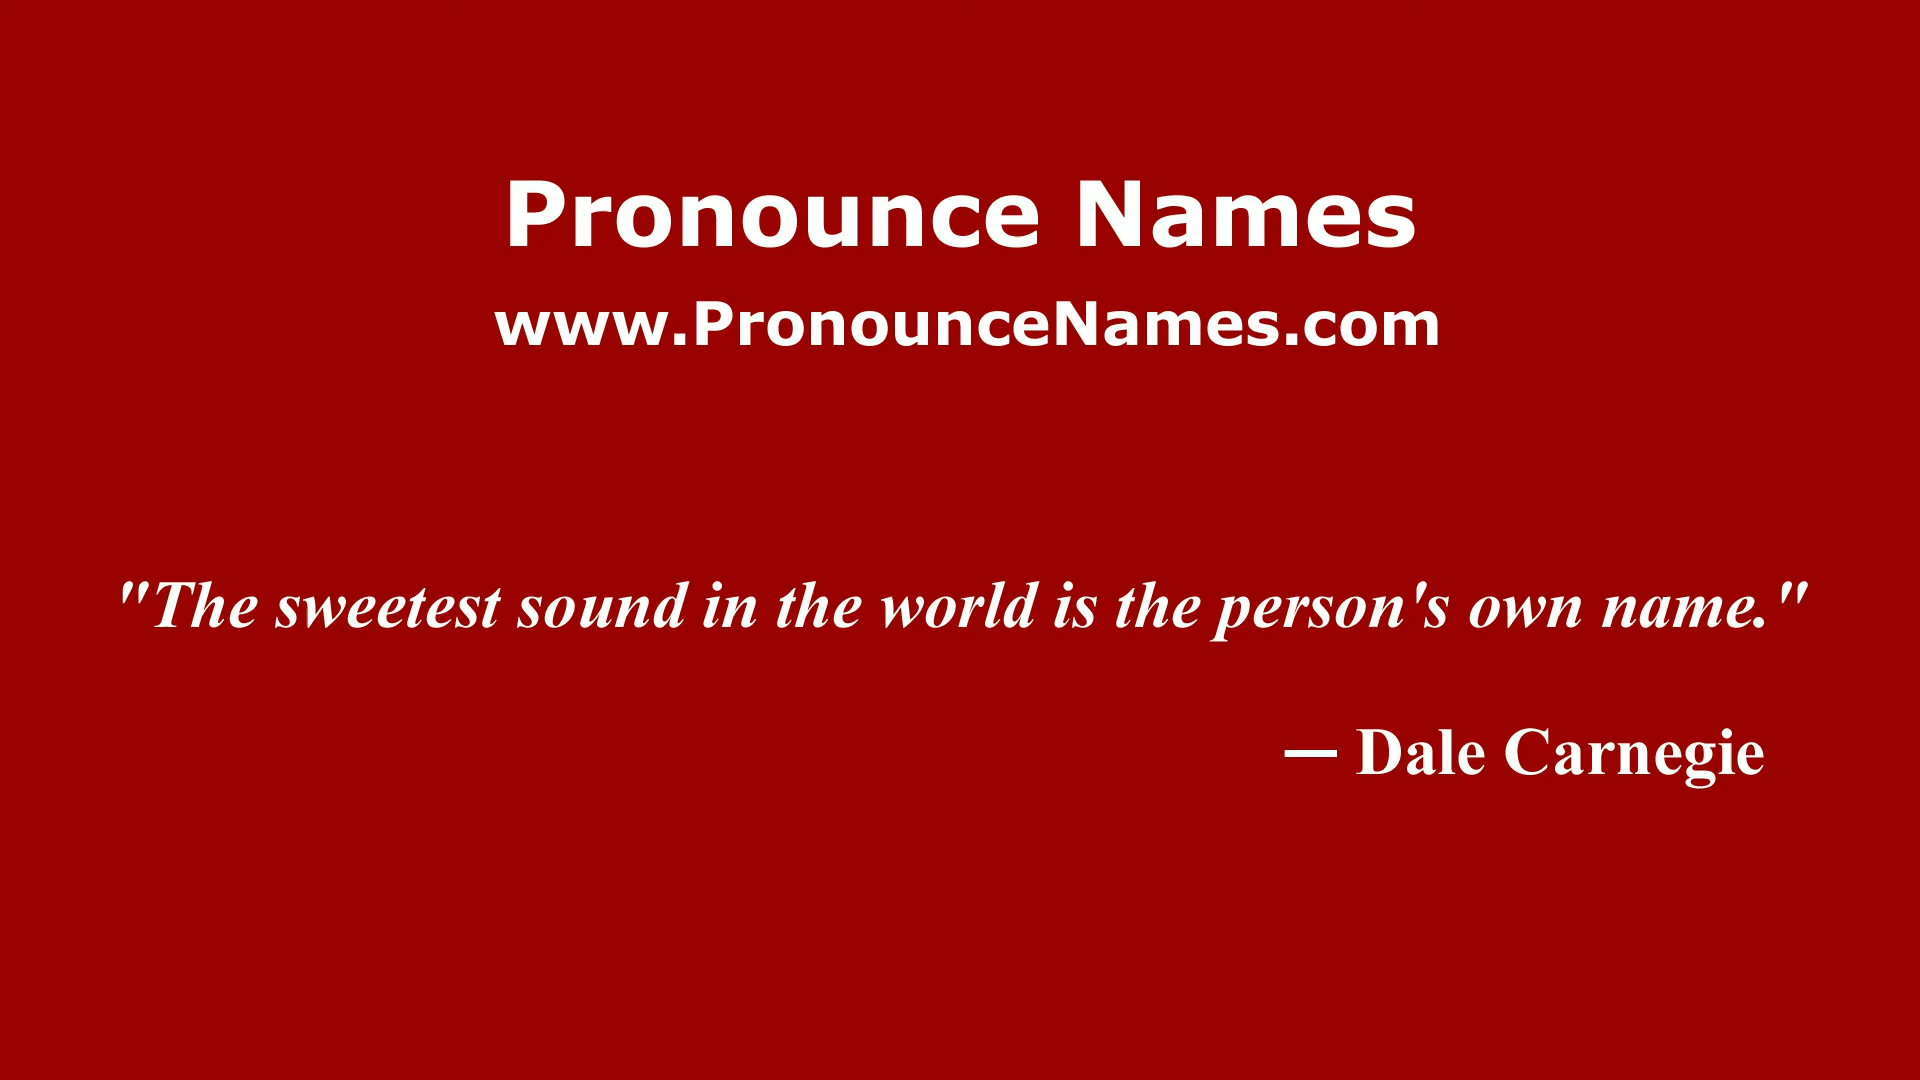 Pronounce Names
www.PronounceNames.com
"The sweetest sound in the world is the person's own name."
— Dale Carnegie